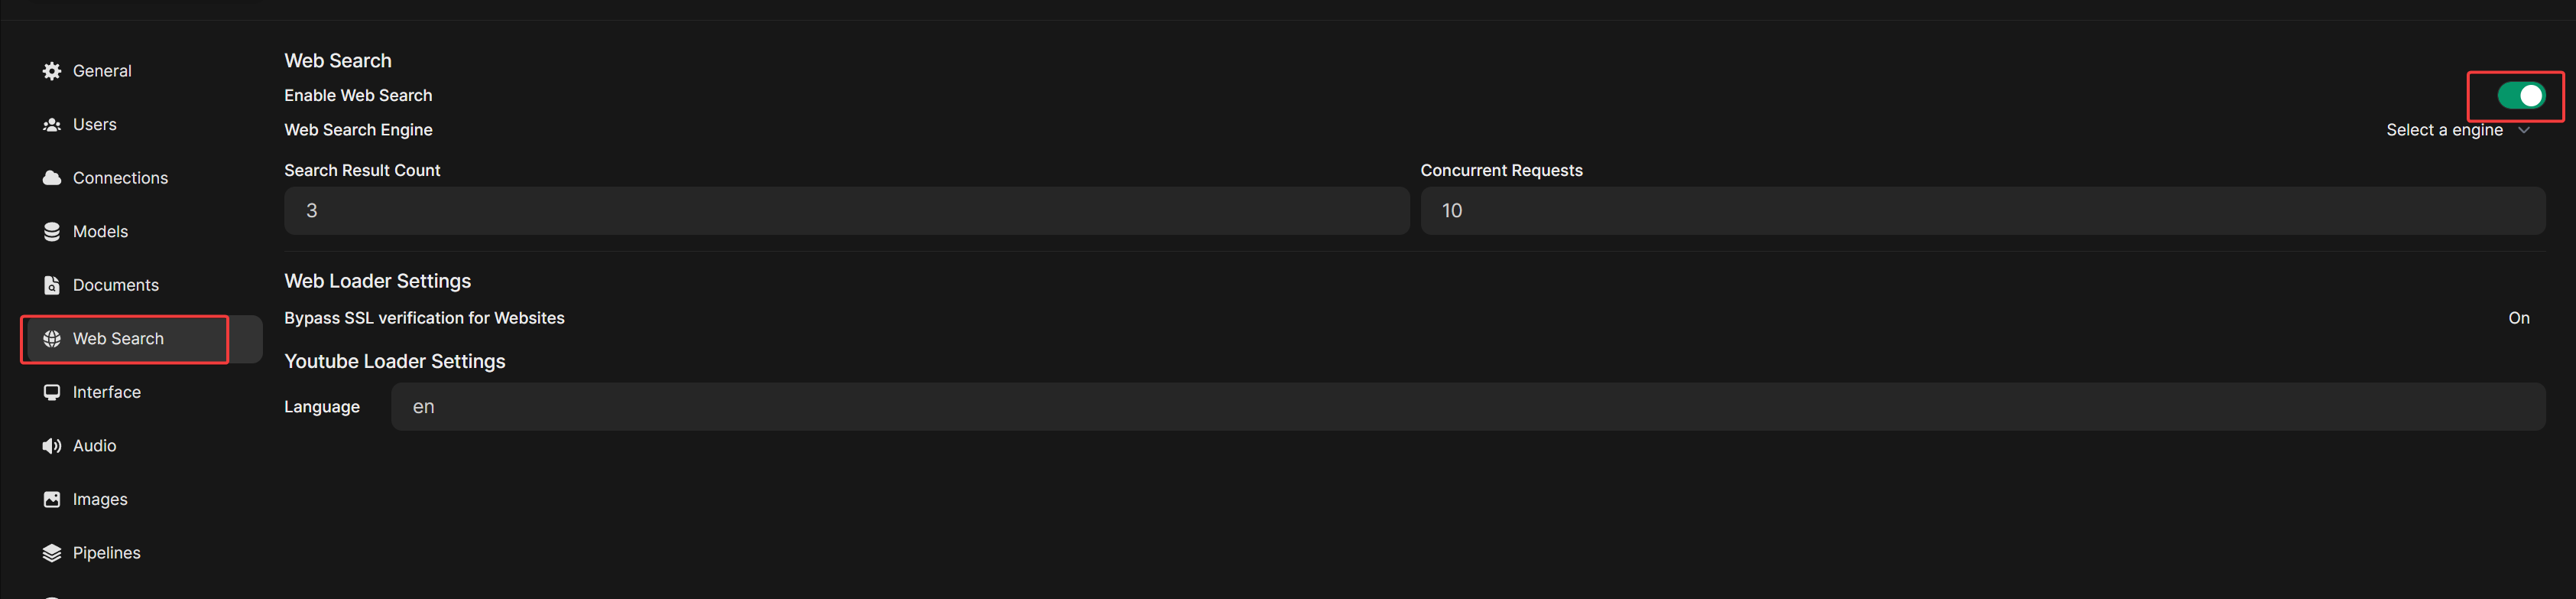 General
Users
Connections
Models
Documents
Web Search
Interface
Audio
Images
Pipelines
Web Search
Enable Web Search
Web Search Engine
Select a engine
Search Result Count
Concurrent Requests
3
10
Web Loader Settings
Bypass SSL verification for Websites
On
Youtube Loader Settings
Language
en